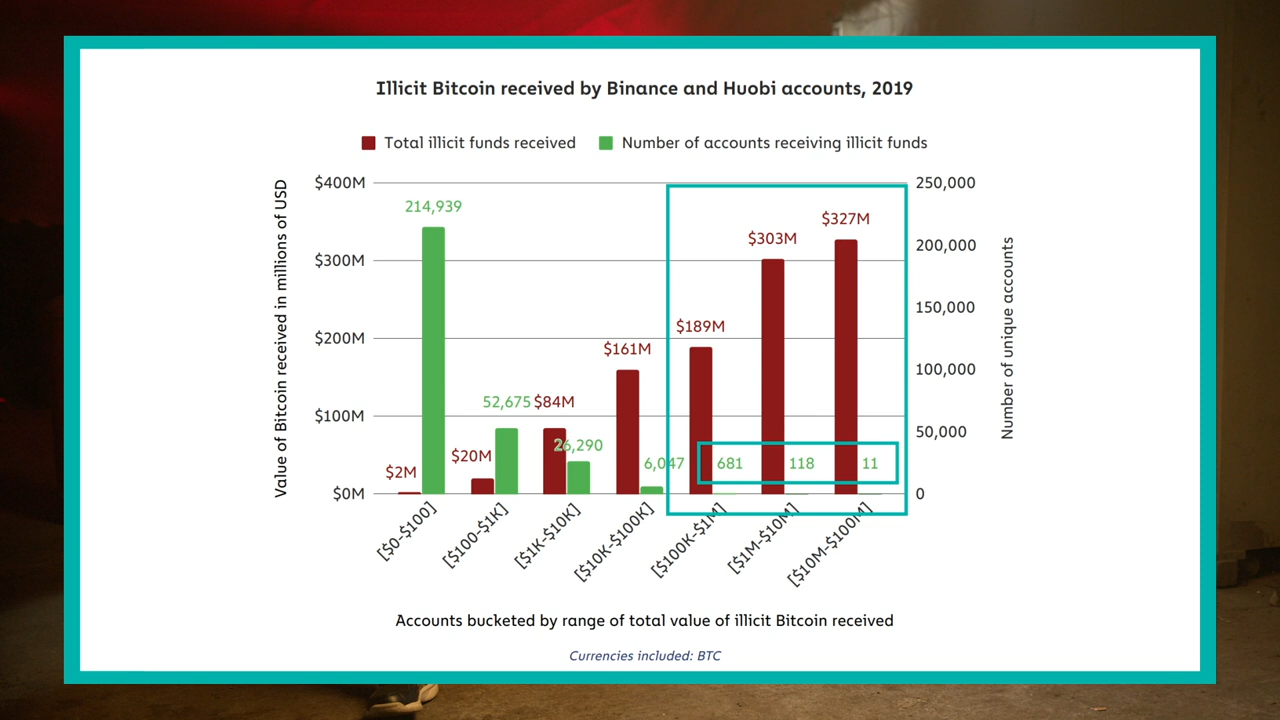 Illicit Bitcoin received by Binance and Huobi accounts, 2019
Total illicit funds received
Number of accounts receiving illicit funds
Value of Bitcoin received in millions of USD
$400M
$300M
$200M
$100M
$0M
250,000
200,000
150,000
100,000
50,000
0
Number of unique accounts
$2M
214,939
$20M
52,675
$84M
26,290
$161M
6,047
$189M
681
$303M
118
$327M
11
[$0-$100]
[$100-$1K]
[$1K-$10K]
[$10K-$100K]
[$100K-$1M]
[$1M-$10M]
[$10M-$100M]
Accounts bucketed by range of total value of illicit Bitcoin received
Currencies included: BTC